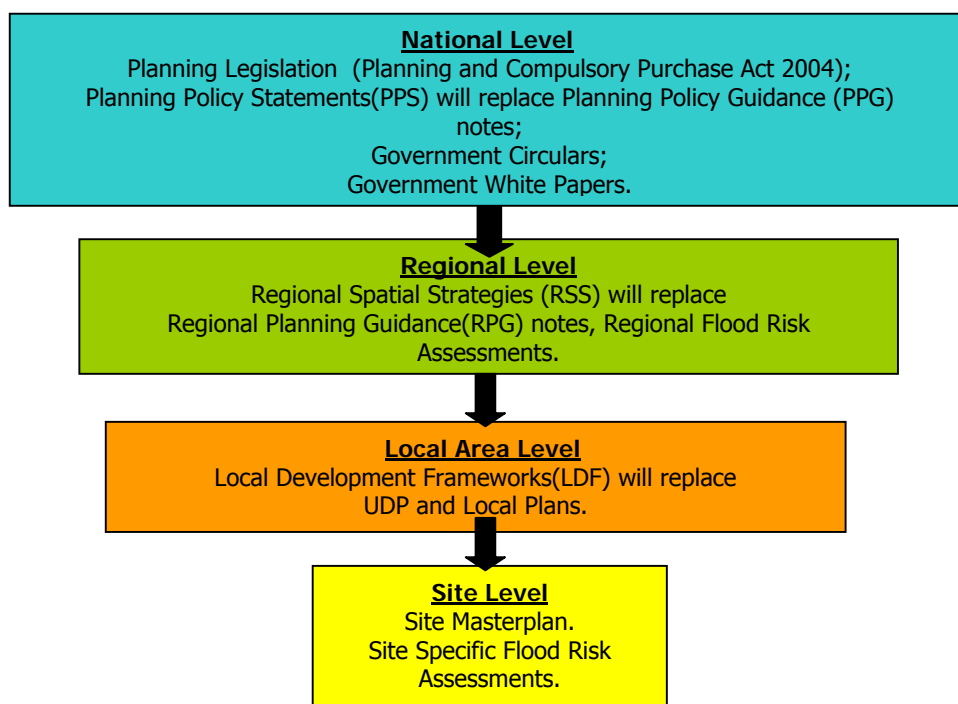 National Level
Planning Legislation (Planning and Compulsory Purchase Act 2004);
Planning Policy Statements(PPS) will replace Planning Policy Guidance (PPG)
notes;
Government Circulars;
Government White Papers.
Regional Level
Regional Spatial Strategies (RSS) will replace
Regional Planning Guidance(RPG) notes, Regional Flood Risk
Assessments.
Local Area Level
Local Development Frameworks(LDF) will replace
UDP and Local Plans.
Site Level
Site Masterplan.
Site Specific Flood Risk
Assessments.